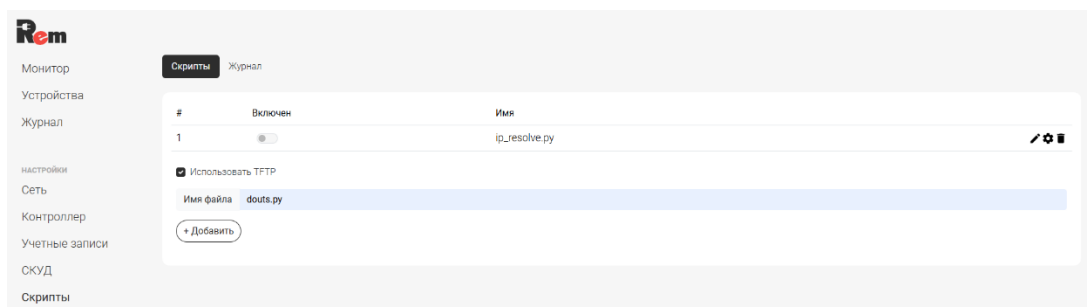 Rem
Монитор
Устройства
Журнал
НАСТРОЙКИ
Сеть
Контроллер
Учетные записи
СКУД
Скрипты
Скрипты Журнал
# Включен Имя
1 ip_resolve.py
Использовать TFTP
Имя файла douts.py
+ Добавить